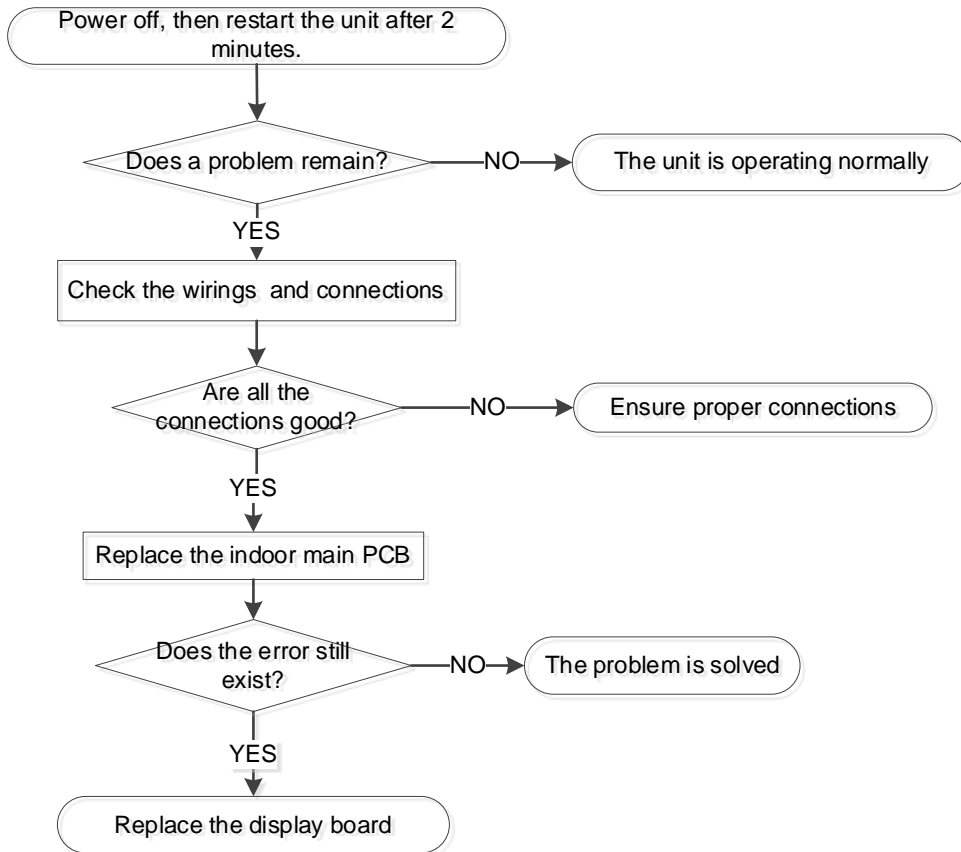 Power off, then restart the unit after 2
minutes.
Does a problem remain?
NO
The unit is operating normally
YES
Check the wirings  and connections
Are all the
connections good?
NO
Ensure proper connections
YES
Replace the indoor main PCB
Does the error still
exist?
NO
The problem is solved
YES
Replace the display board